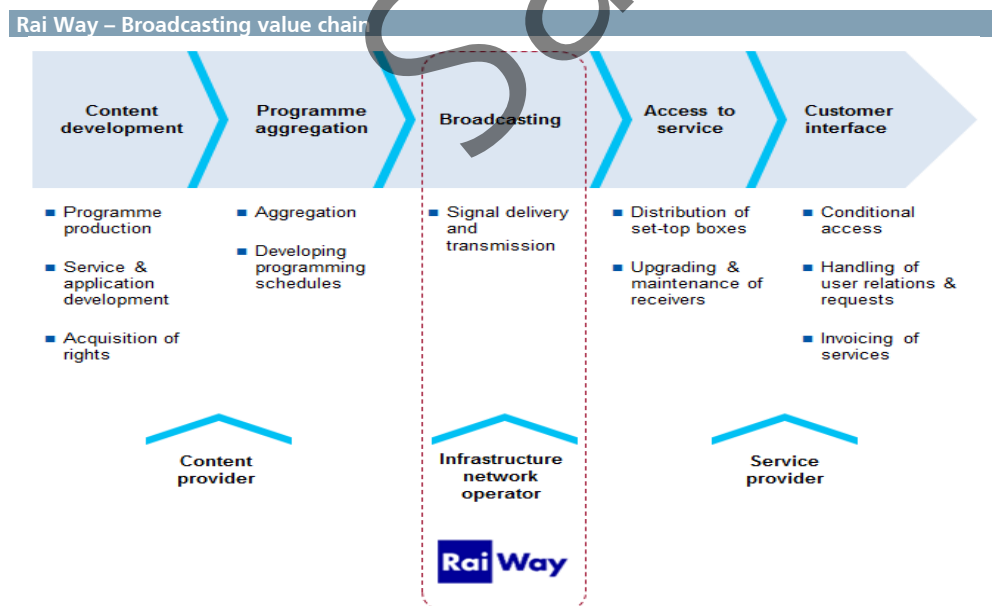 Rai Way – Broadcasting value chain
Content
development
Programme
aggregation
Broadcasting
Access to
service
Customer
interface
Programme
production
Service &
application
development
Acquisition of
rights
Aggregation
Developing
programming
schedules
Signal delivery
and
transmission
Distribution of
set-top boxes
Upgrading &
maintenance of
receivers
Conditional
access
Handling of
user relations &
requests
Invoicing of
services
Content
provider
Infrastructure
network
operator
Service
provider
Rai Way